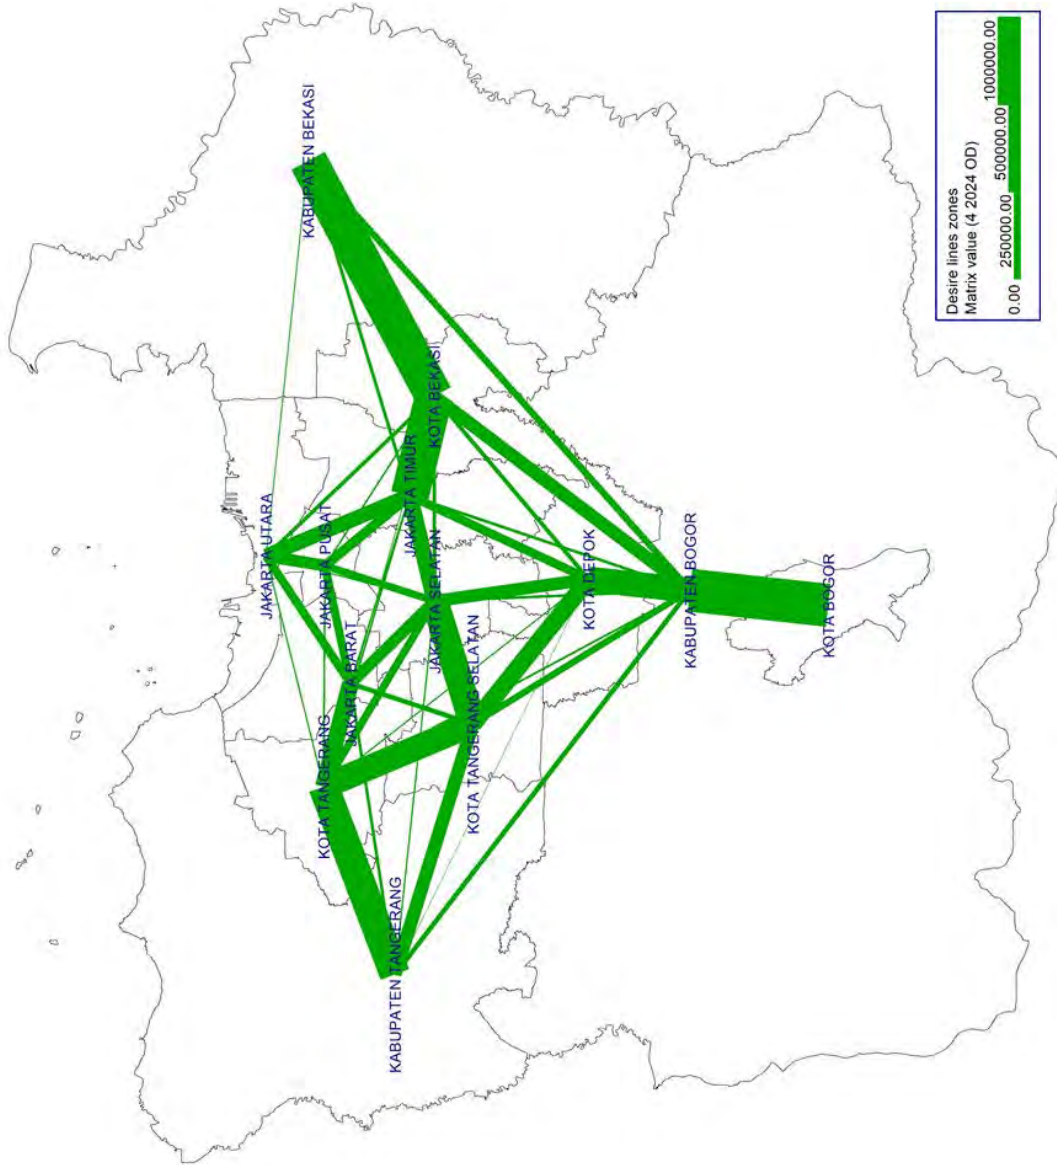 KABUPATEN BEKASI
KOTA BEKASI
JAKARTA TIMUR
JAKARTA UTARA
JAKARTA PUSAT
JAKARTA SELATAN
JAKARTA BARAT
KOTA TANGERANG
KOTA TANGERANG SELATAN
KABUPATEN TANGERANG
KOTA DEPOK
KABUPATEN BOGOR
KOTA BOGOR
Desire lines zones
Matrix value (4 2024 OD)
0.00 250000.00 500000.00 1000000.00